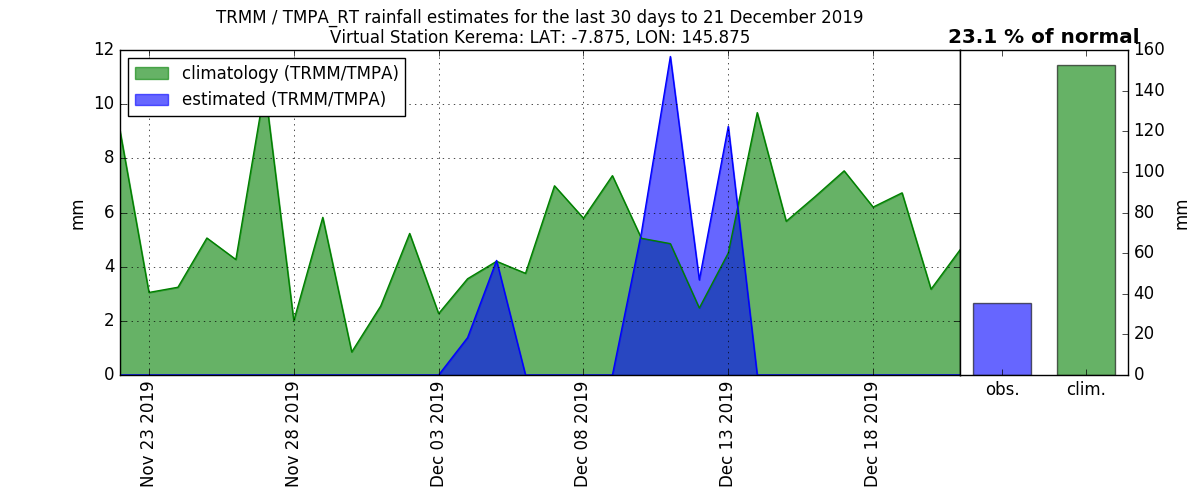 TRMM / TMPA_RT rainfall estimates for the last 30 days to 21 December 2019
Virtual Station Kerema: LAT: -7.875, LON: 145.875
23.1 % of normal
climatology (TRMM/TMPA)
estimated (TRMM/TMPA)
mm
12
10
8
6
4
2
0
Nov 23 2019
Nov 28 2019
Dec 03 2019
Dec 08 2019
Dec 13 2019
Dec 18 2019
160
140
120
100
80
60
40
20
0
mm
obs.
clim.